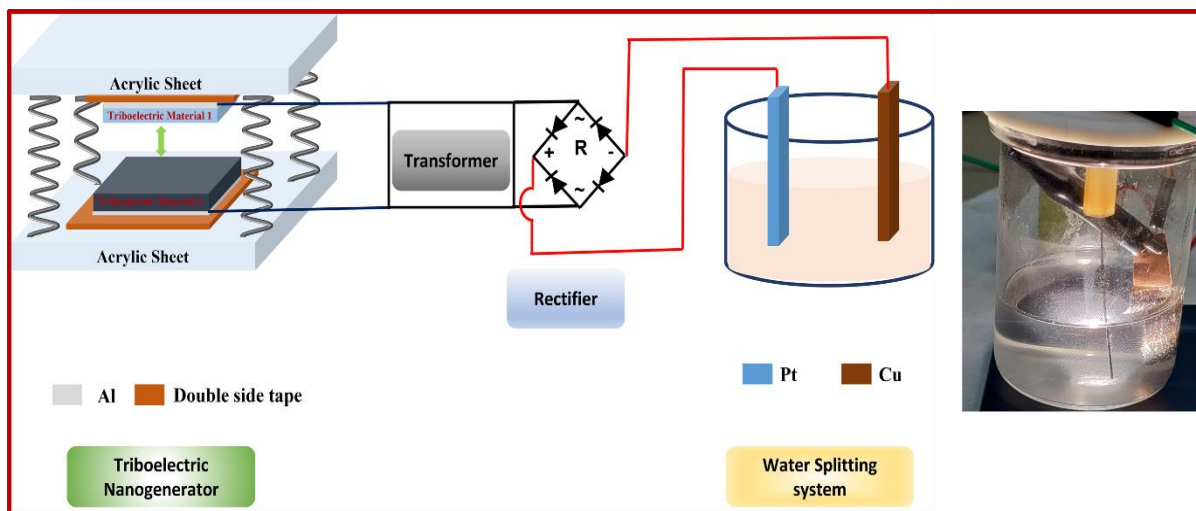 Acrylic Sheet
Triboelectric Material 1
Triboelectric Material 2
Acrylic Sheet
Transformer
~
+ R -
~
Rectifier
Al
Double side tape
Pt
Cu
Triboelectric
Nanogenerator
Water Splitting
system